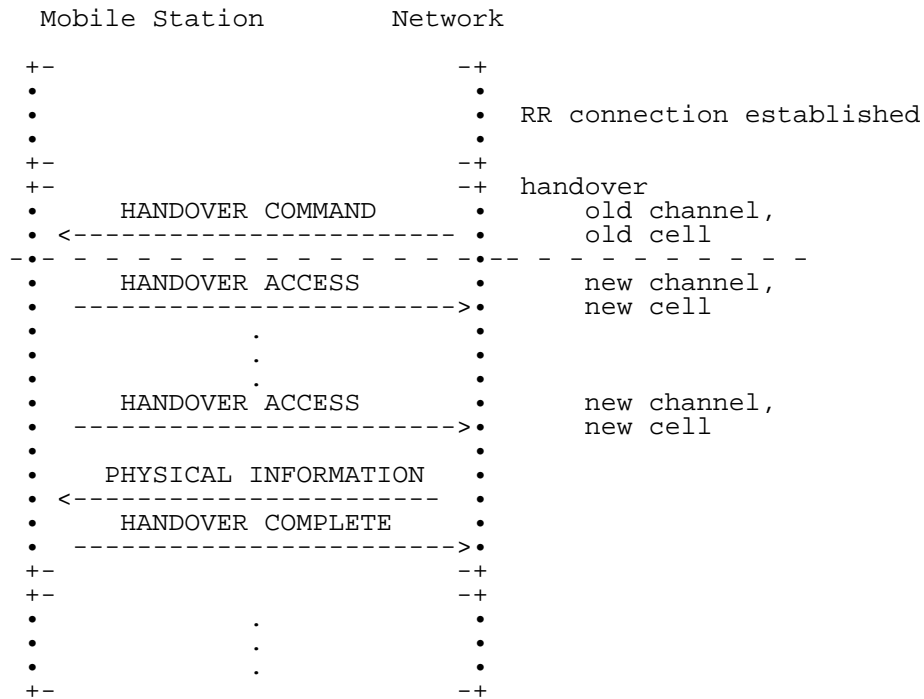 Mobile Station Network
+- -+
• •
• • RR connection established
• •
+- -+
+- -+ handover
• HANDOVER COMMAND • old channel,
• <------------------------ • old cell
-•- - - - - - - - - - - - - -•-- - - - - - - - - -
• HANDOVER ACCESS • new channel,
• ------------------------>• new cell
• . •
• . •
• . •
• HANDOVER ACCESS • new channel,
• ------------------------>• new cell
• •
• PHYSICAL INFORMATION •
• <----------------------- •
• HANDOVER COMPLETE •
• ------------------------>•
+- -+
+- -+
• . •
• . •
• . •
+- -+